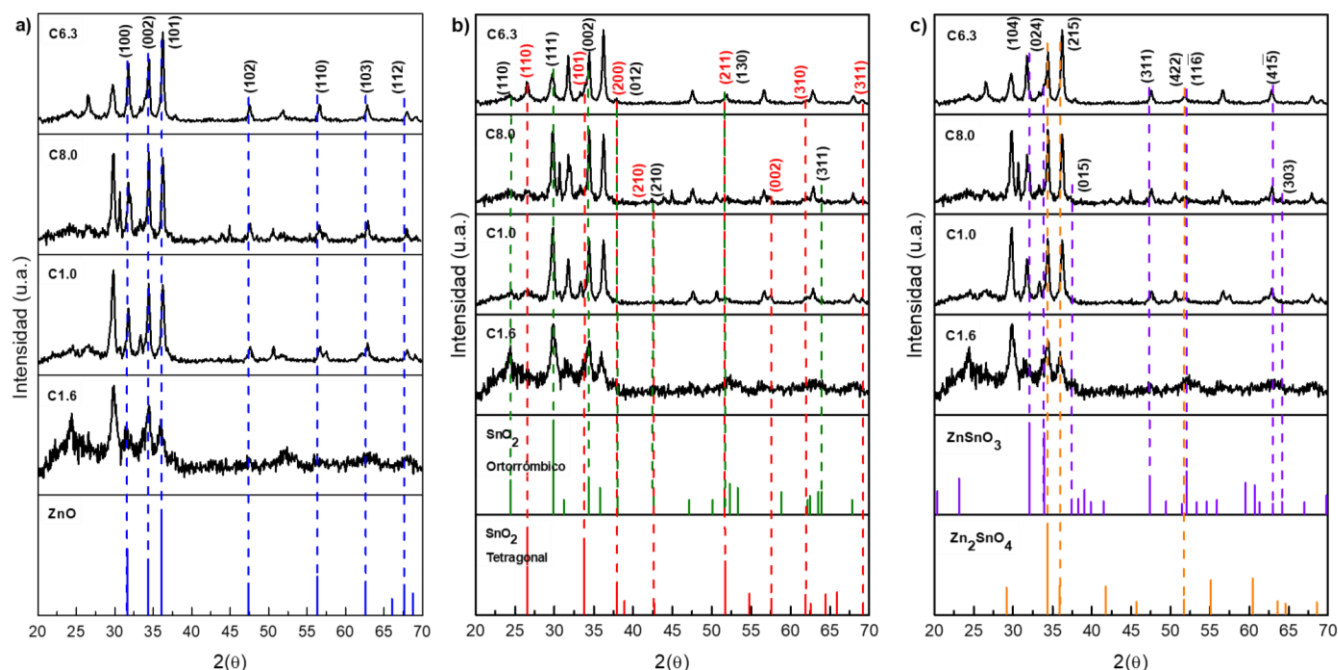 a)
C6.3
(100)
(002)
(101)
(102)
(110)
(103)
(112)
C8.0
C1.0
C1.6
ZnO
Intensidad (u.a.)
20 25 30 35 40 45 50 55 60 65 70
2(θ)
b)
C6.3
(110)
(110)
(111)
(101)
(002)
(200)
(012)
(211)
(130)
(310)
(311)
C8.0
(210)
(210)
(002)
(311)
C1.0
C1.6
SnO2
Ortorrómbico
SnO2
Tetragonal
Intensidad (u.a.)
20 25 30 35 40 45 50 55 60 65 70
2(θ)
c)
C6.3
(104)
(024)
(215)
(311)
(422)
(1̅16)
(4̅15)
C8.0
(015)
(303)
C1.0
C1.6
ZnSnO3
Zn2SnO4
Intensidad (u.a.)
20 25 30 35 40 45 50 55 60 65 70
2(θ)